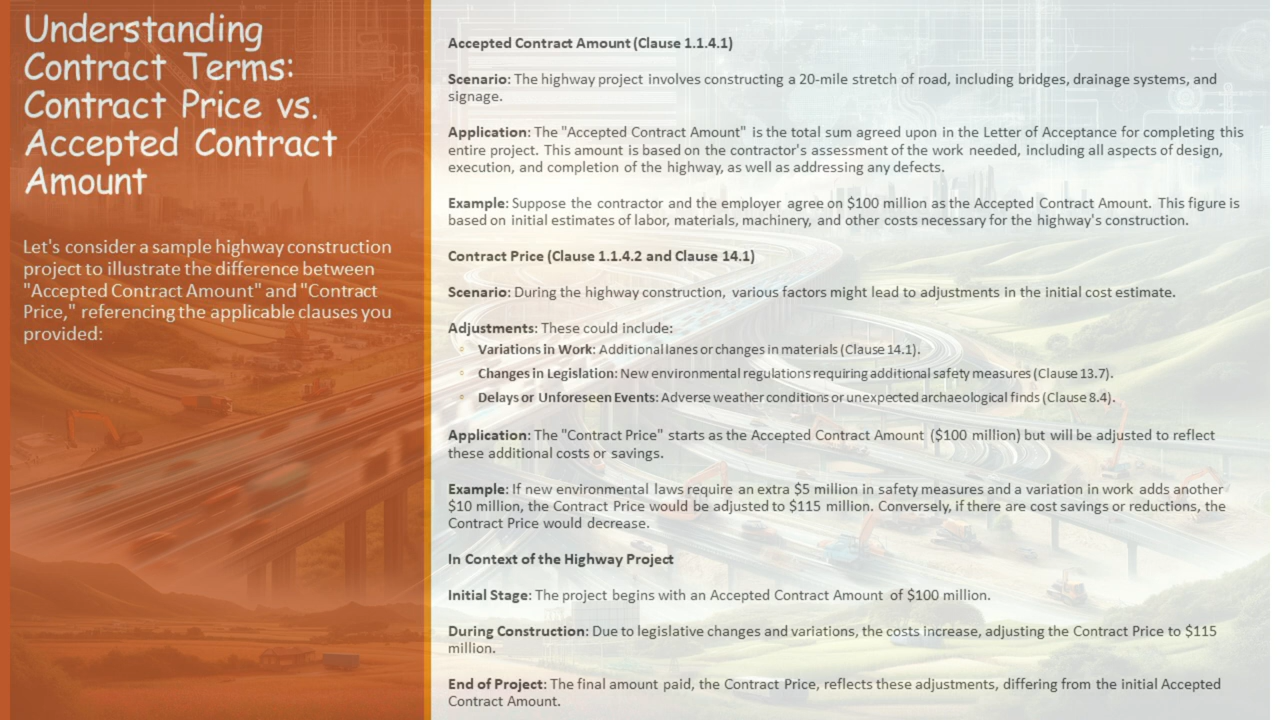 Understanding
Contract Terms:
Contract Price vs.
Accepted Contract
Amount
Let's consider a sample highway construction
project to illustrate the difference between
"Accepted Contract Amount" and "Contract
Price," referencing the applicable clauses you
provided:
Accepted Contract Amount (Clause 1.1.4.1)
Scenario: The highway project involves constructing a 20-mile stretch of road, including bridges, drainage systems, and
signage.
Application: The "Accepted Contract Amount" is the total sum agreed upon in the Letter of Acceptance for completing this
entire project. This amount is based on the contractor's assessment of the work needed, including all aspects of design,
execution, and completion of the highway, as well as addressing any defects.
Example: Suppose the contractor and the employer agree on $100 million as the Accepted Contract Amount. This figure is
based on initial estimates of labor, materials, machinery, and other costs necessary for the highway's construction.
Contract Price (Clause 1.1.4.2 and Clause 14.1)
Scenario: During the highway construction, various factors might lead to adjustments in the initial cost estimate.
Adjustments: These could include:
Variations in Work: Additional lanes or changes in materials (Clause 14.1).
Changes in Legislation: New environmental regulations requiring additional safety measures (Clause 13.7).
Delays or Unforeseen Events: Adverse weather conditions or unexpected archaeological finds (Clause 8.4).
Application: The "Contract Price" starts as the Accepted Contract Amount ($100 million) but will be adjusted to reflect
these additional costs or savings.
Example: If new environmental laws require an extra $5 million in safety measures and a variation in work adds another
$10 million, the Contract Price would be adjusted to $115 million. Conversely, if there are cost savings or reductions, the
Contract Price would decrease.
In Context of the Highway Project
Initial Stage: The project begins with an Accepted Contract Amount of $100 million.
During Construction: Due to legislative changes and variations, the costs increase, adjusting the Contract Price to $115
million.
End of Project: The final amount paid, the Contract Price, reflects these adjustments, differing from the initial Accepted
Contract Amount.